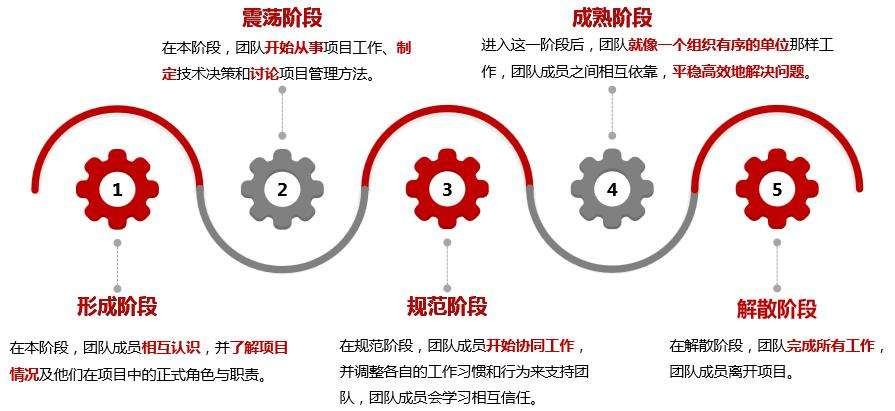 震荡阶段
在本阶段，团队开始从事项目工作、制
定技术决策和讨论项目管理方法。
成熟阶段
进入这一阶段后，团队就像一个组织有序的单位那样工
作，团队成员之间相互依靠，平稳高效地解决问题。
1
2
3
4
5
形成阶段
在本阶段，团队成员相互认识，并了解项目
情况及他们在项目中的正式角色与职责。
规范阶段
在规范阶段，团队成员开始协同工作，
并调整各自的工作习惯和行为来支持团
队，团队成员会学习相互信任。
解散阶段
在解散阶段，团队完成所有工作，
团队成员离开项目。